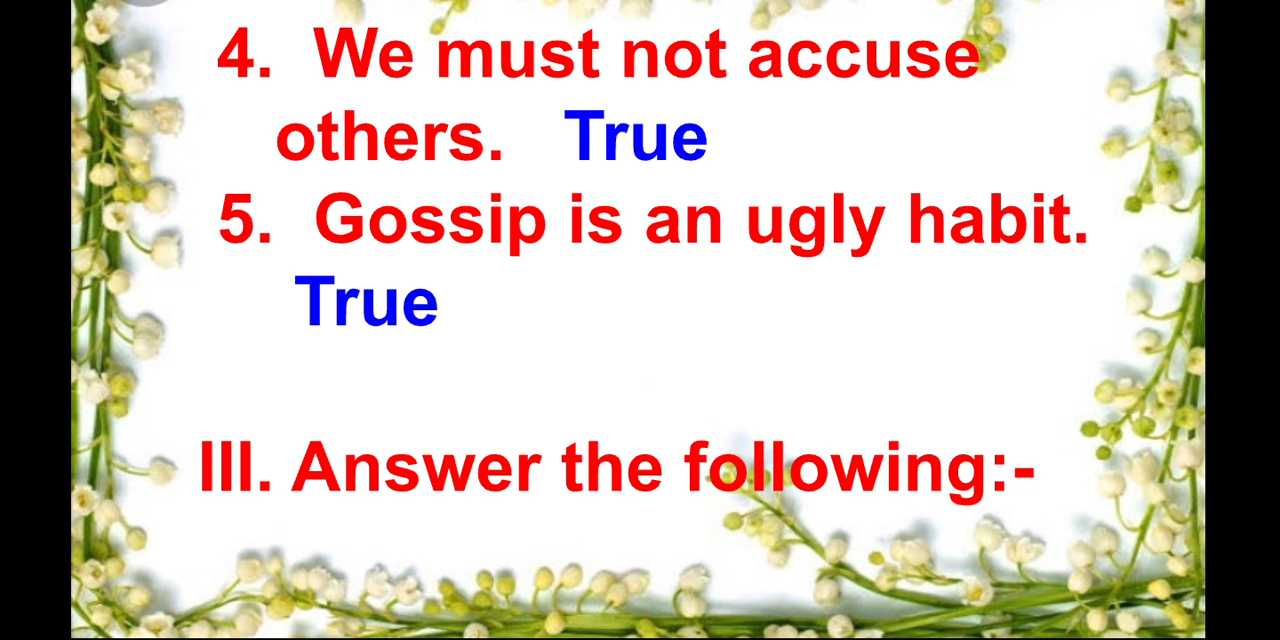 4. We must not accuse
others. True
5. Gossip is an ugly habit.
True
III. Answer the following:-